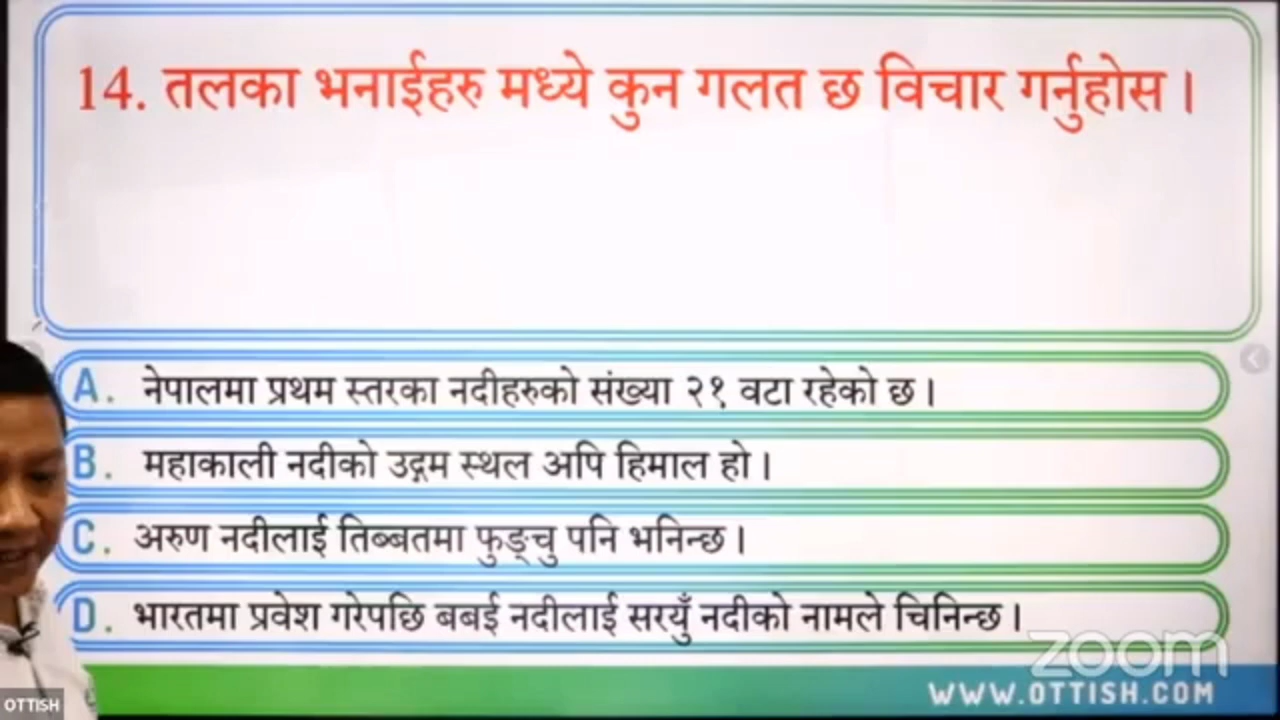 14. तलका भनाईहरु मध्ये कुन गलत छ विचार गर्नुहोस ।
A. नेपालमा प्रथम स्तरका नदीहरुको संख्या २१ वटा रहेको छ ।
B. महाकाली नदीको उद्गम स्थल अपि हिमाल हो ।
C. अरुण नदीलाई तिब्बतमा फुङ्चु पनि भनिन्छ ।
D. भारतमा प्रवेश गरेपछि बबई नदीलाई सरयुँ नदीको नामले चिनिन्छ ।
zoom
WWW.OTTISH.COM
OTTISH